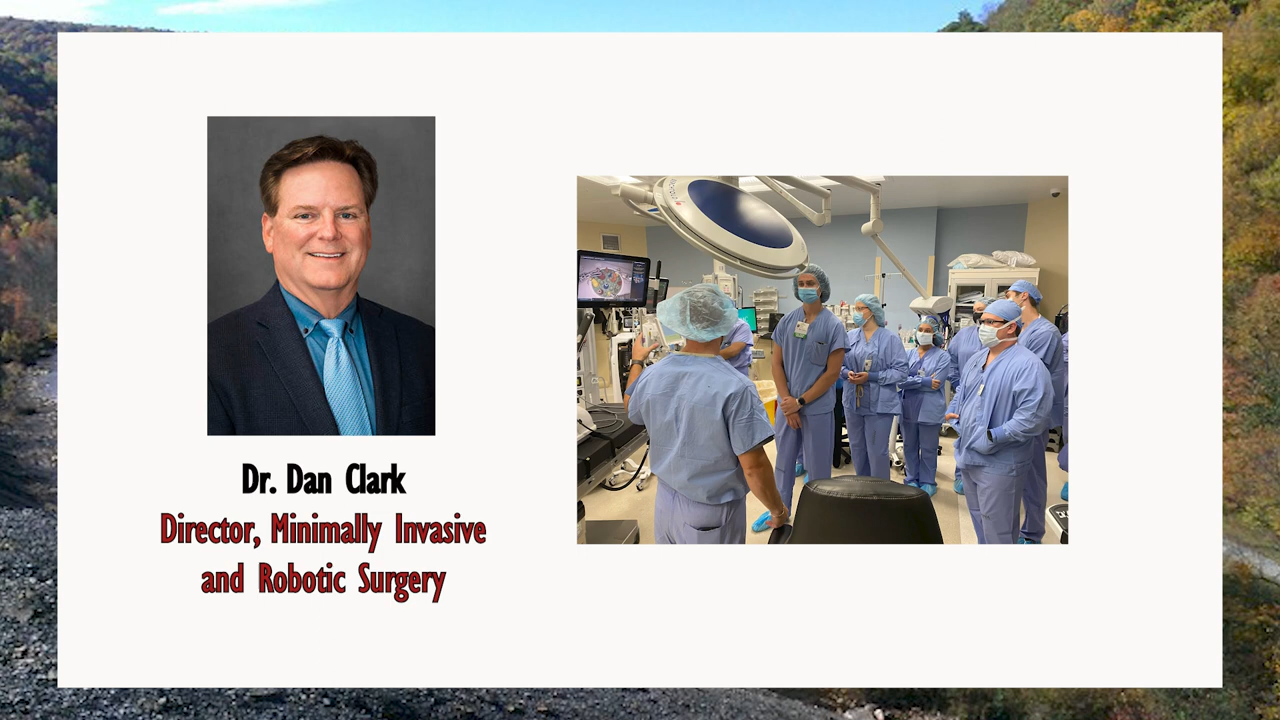 Dr. Dan Clark
Director, Minimally Invasive
and Robotic Surgery